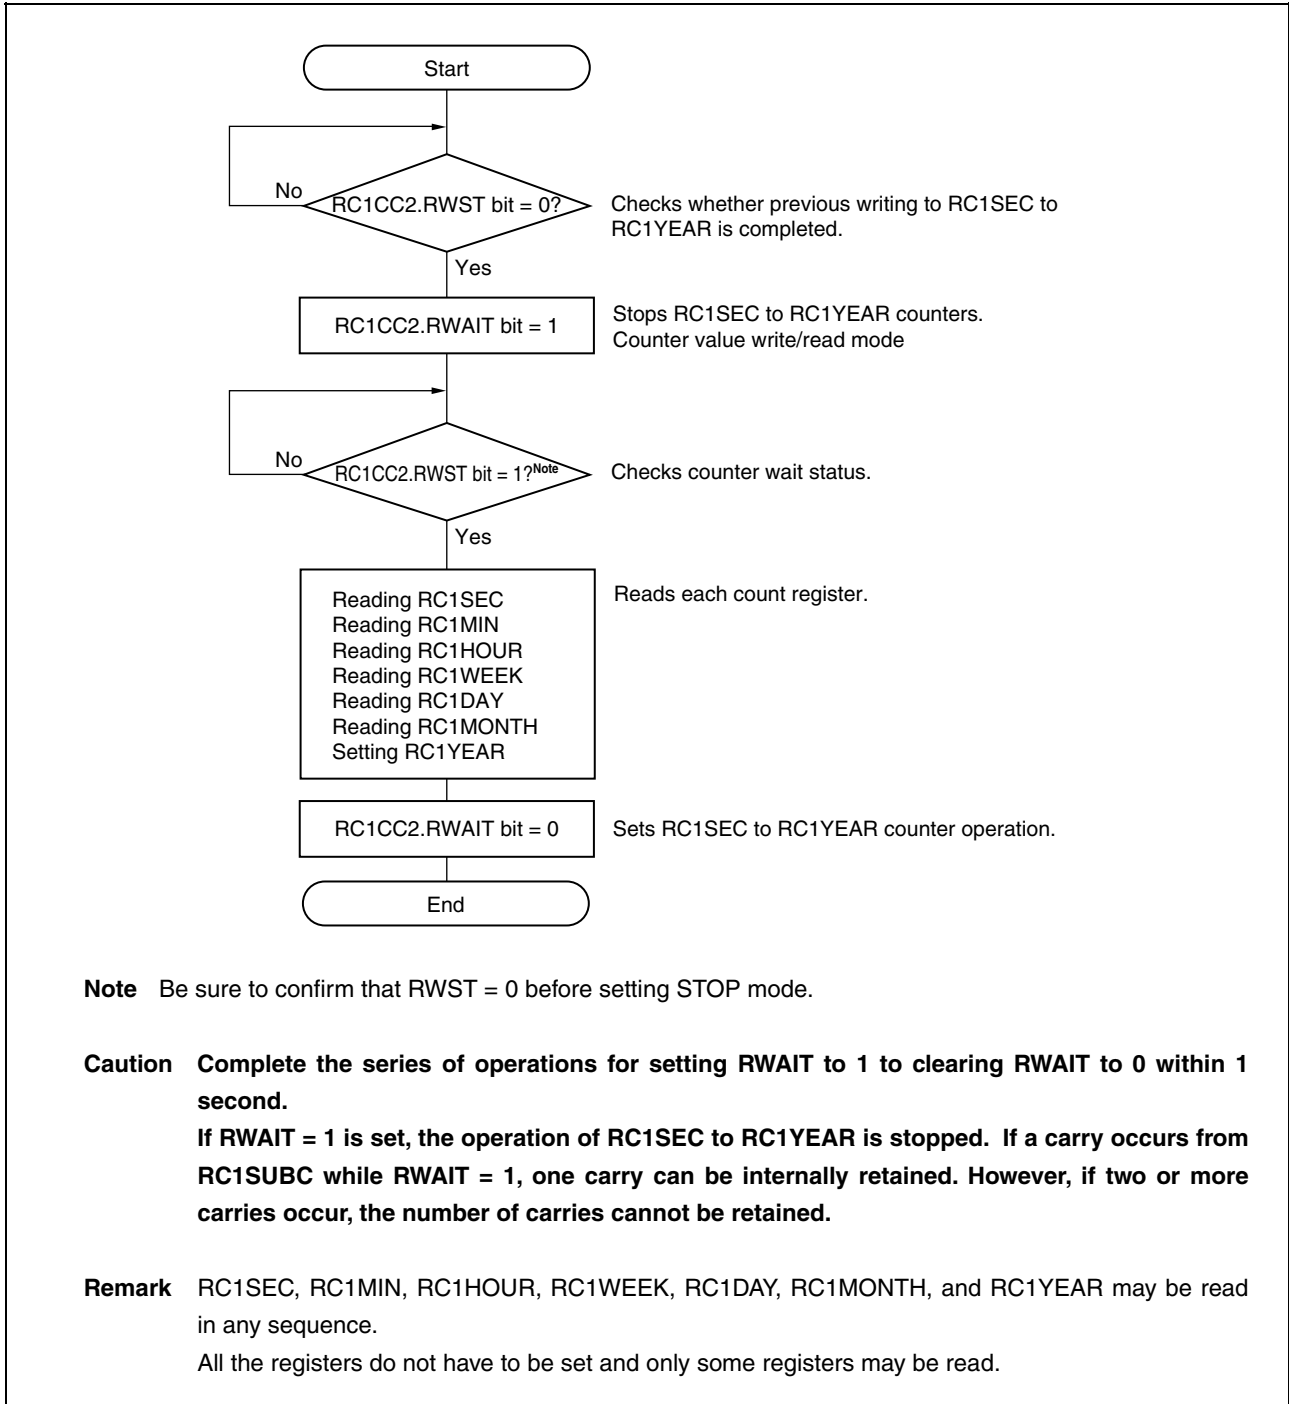 Start
No
RC1CC2.RWST bit = 0?
Checks whether previous writing to RC1SEC to
RC1YEAR is completed.
Yes
RC1CC2.RWAIT bit = 1
Stops RC1SEC to RC1YEAR counters.
Counter value write/read mode
No
RC1CC2.RWST bit = 1?Note
Checks counter wait status.
Yes
Reading RC1SEC
Reading RC1MIN
Reading RC1HOUR
Reading RC1WEEK
Reading RC1DAY
Reading RC1MONTH
Setting RC1YEAR
Reads each count register.
RC1CC2.RWAIT bit = 0
Sets RC1SEC to RC1YEAR counter operation.
End
Note Be sure to confirm that RWST = 0 before setting STOP mode.
Caution Complete the series of operations for setting RWAIT to 1 to clearing RWAIT to 0 within 1
second.
If RWAIT = 1 is set, the operation of RC1SEC to RC1YEAR is stopped. If a carry occurs from
RC1SUBC while RWAIT = 1, one carry can be internally retained. However, if two or more
carries occur, the number of carries cannot be retained.
Remark RC1SEC, RC1MIN, RC1HOUR, RC1WEEK, RC1DAY, RC1MONTH, and RC1YEAR may be read
in any sequence.
All the registers do not have to be set and only some registers may be read.